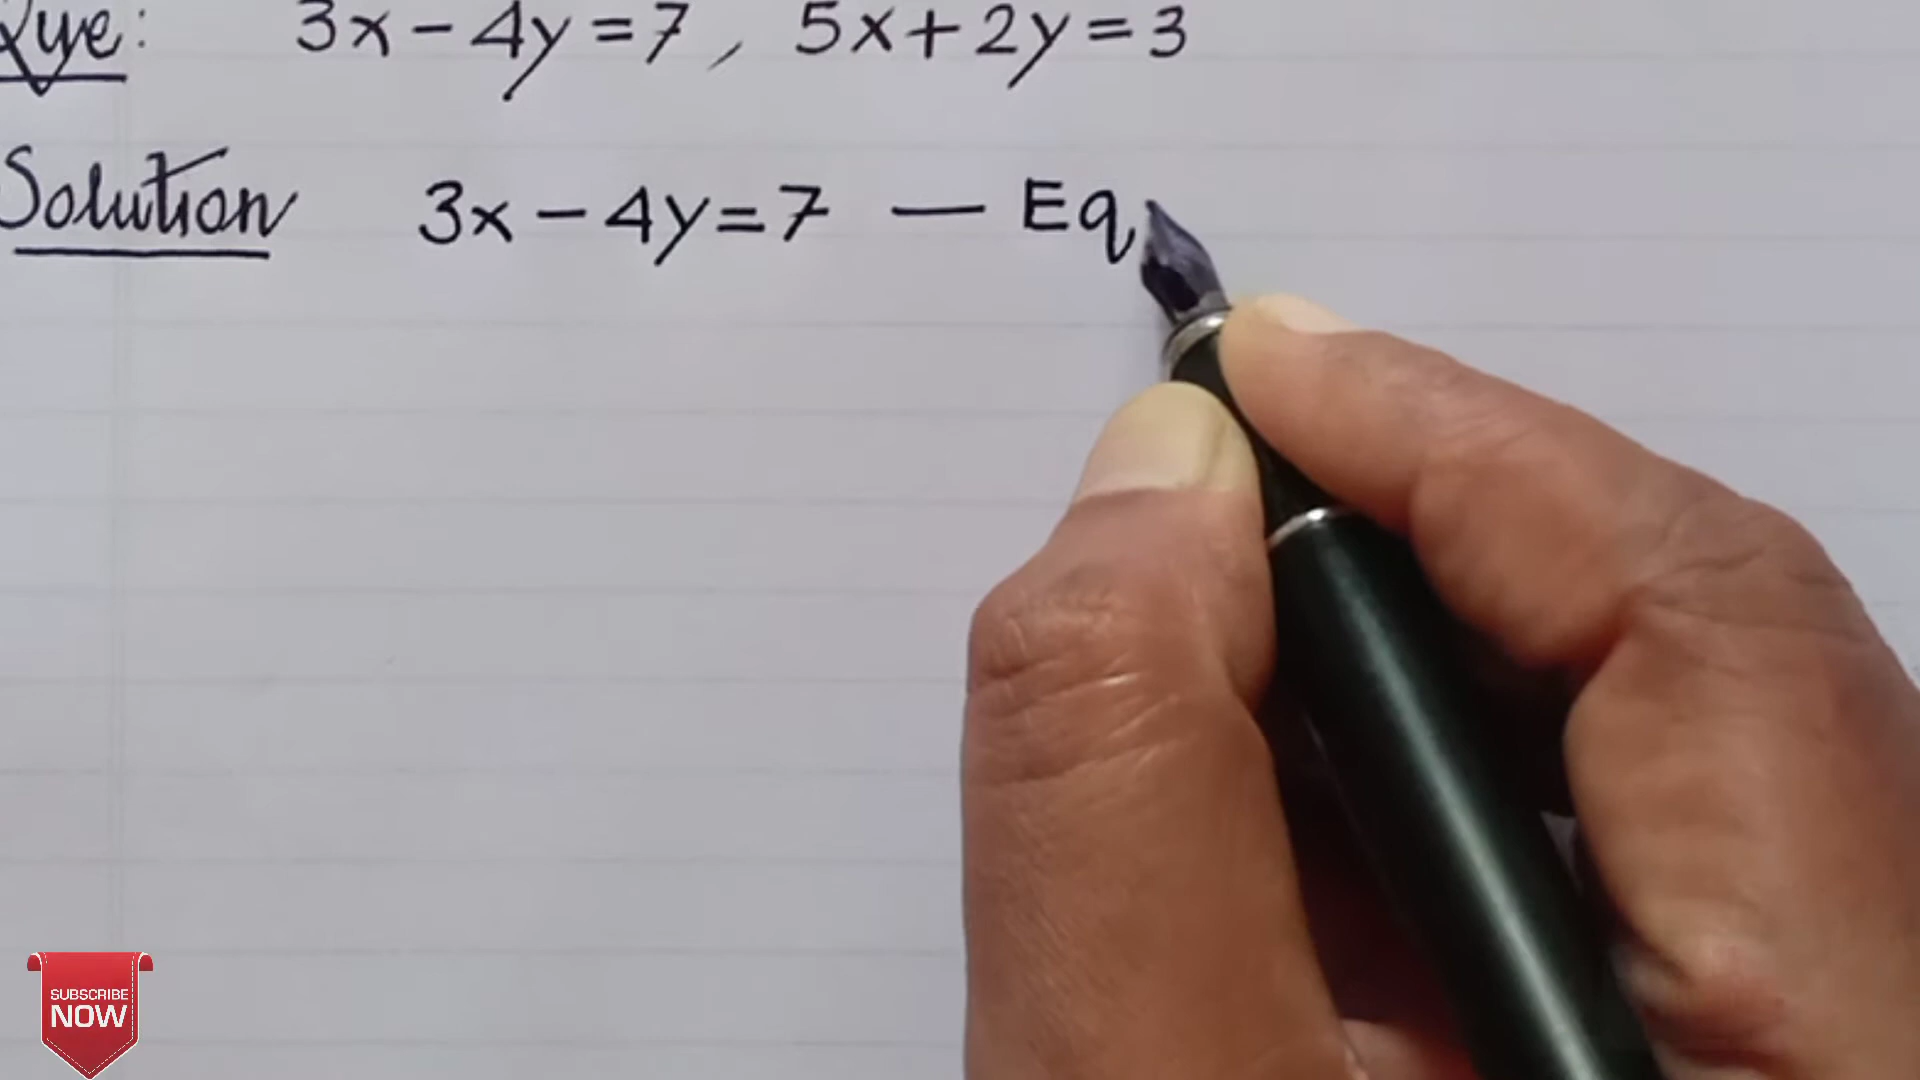 Que: 3x - 4y = 7, 5x + 2y = 3
Solution 3x - 4y = 7 — Eq
SUBSCRIBE
NOW